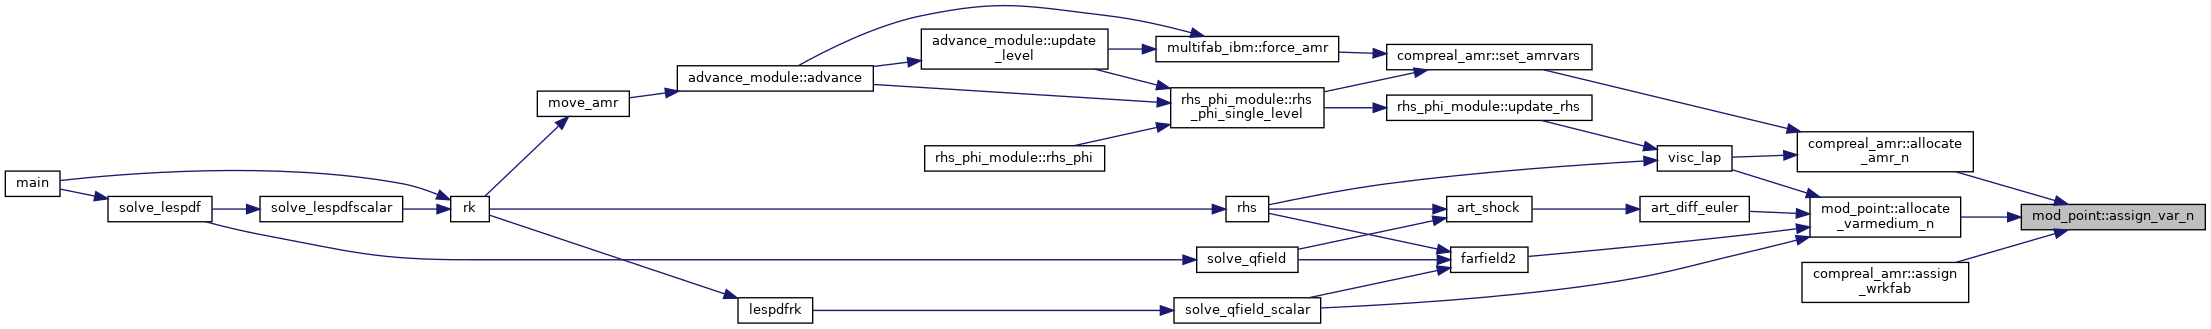 main
solve_lespdf
solve_lespdfscalar
rk
move_amr
advance_module::advance
advance_module::update
_level
multifab_ibm::force_amr
compreal_amr::set_amrvars
rhs_phi_module::rhs
_phi_single_level
rhs_phi_module::update_rhs
rhs_phi_module::rhs_phi
compreal_amr::allocate
_amr_n
visc_lap
rhs
art_shock
art_diff_euler
mod_point::allocate
_varmedium_n
mod_point::assign_var_n
solve_qfield
farfield2
compreal_amr::assign
_wrkfab
lespdfrk
solve_qfield_scalar